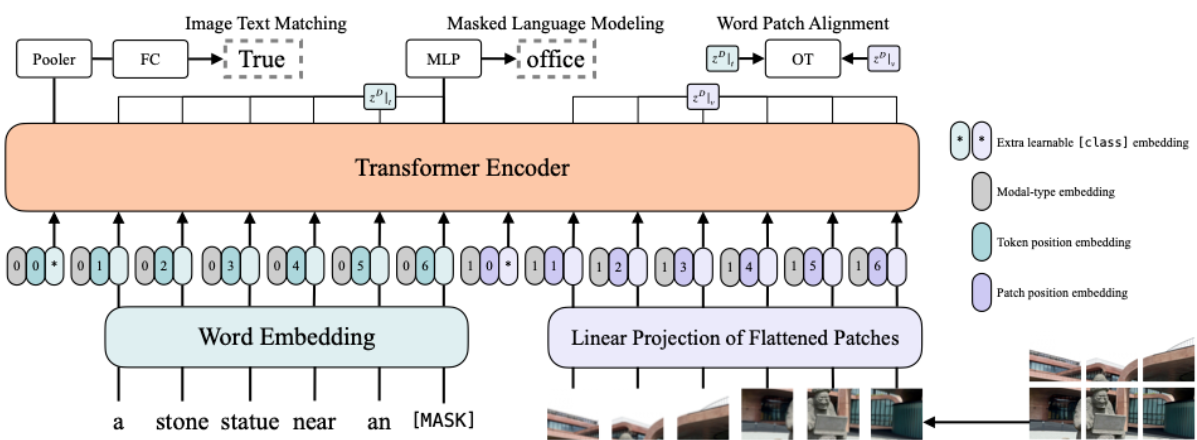 Image Text Matching
Masked Language Modeling
Word Patch Alignment
Pooler
FC
True
MLP
office
z^D|_t
OT
z^D|_v
z^D|_t
z^D|_v
Transformer Encoder
* * Extra learnable [class] embedding
Modal-type embedding
Token position embedding
Patch position embedding
0 0 * 0 1 0 2 0 3 0 4 0 5 0 6 1 0 * 1 1 1 2 1 3 1 4 1 5 1 6
Word Embedding
Linear Projection of Flattened Patches
a stone statue near an [MASK]